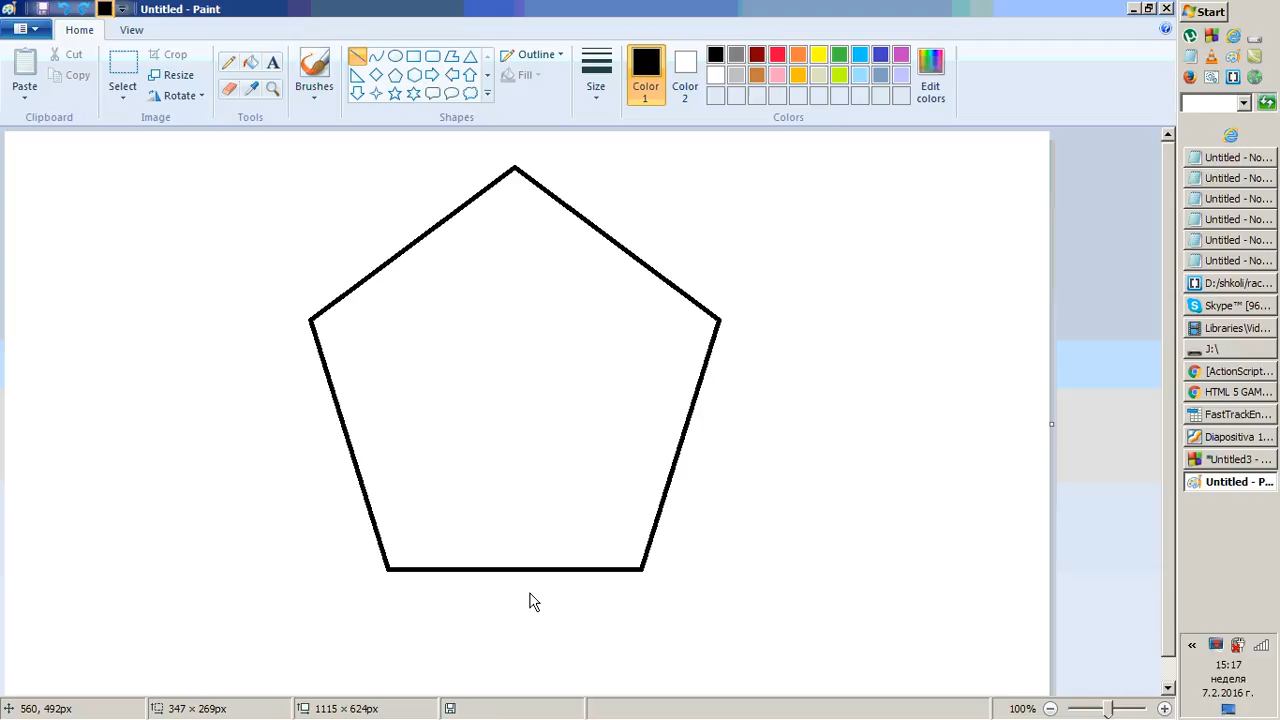 Untitled - Paint
Start
Home
View
Paste
Cut
Copy
Clipboard
Select
Crop
Resize
Rotate
Image
A
Tools
Brushes
Outline
Fill
Shapes
Size
Color 1
Color 2
Edit colors
Colors
Untitled - No...
Untitled - No...
Untitled - No...
Untitled - No...
Untitled - No...
Untitled - No...
D:/shkoli/rac...
Skype™ [96...
Libraries\Vid...
J:\
[ActionScript...
HTML 5 GAM...
FastTrackEn...
Diapositiva 1...
*Untitled3 - ...
Untitled - P...
«
15:17
неделя
7.2.2016 г.
560, 492px
347 × 269px
1115 × 624px
100%